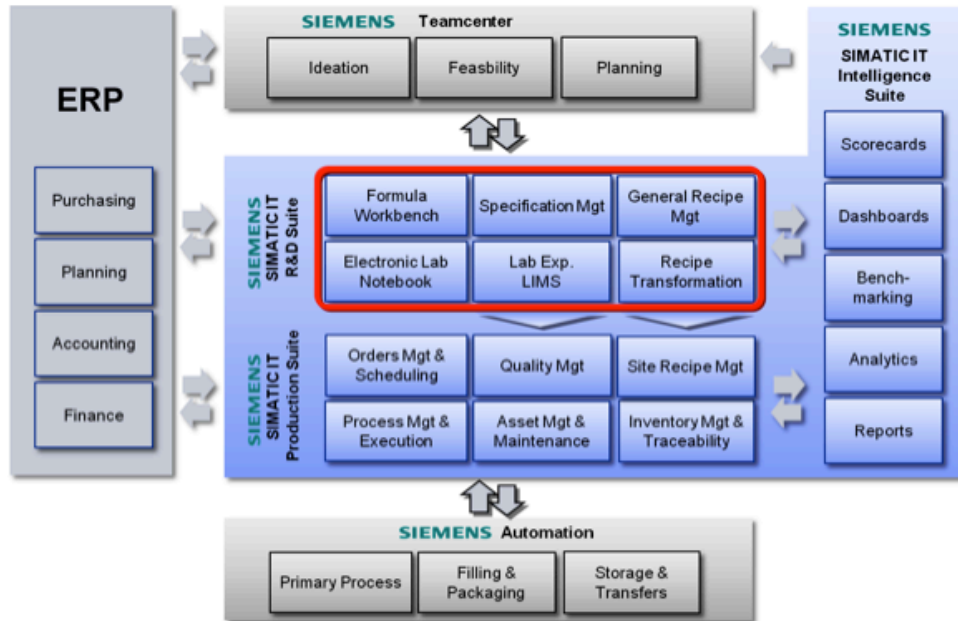 SIEMENS Teamcenter
Ideation
Feasbility
Planning
ERP
Purchasing
Planning
Accounting
Finance
SIEMENS
SIMATIC IT
R&D Suite
Formula
Workbench
Specification Mgt
General Recipe
Mgt
Electronic Lab
Notebook
Lab Exp.
LIMS
Recipe
Transformation
SIEMENS
SIMATIC IT
Production Suite
Orders Mgt &
Scheduling
Quality Mgt
Site Recipe Mgt
Process Mgt &
Execution
Asset Mgt &
Maintenance
Inventory Mgt &
Traceability
SIEMENS
SIMATIC IT
Intelligence
Suite
Scorecards
Dashboards
Bench-
marking
Analytics
Reports
SIEMENS Automation
Primary Process
Filling &
Packaging
Storage &
Transfers